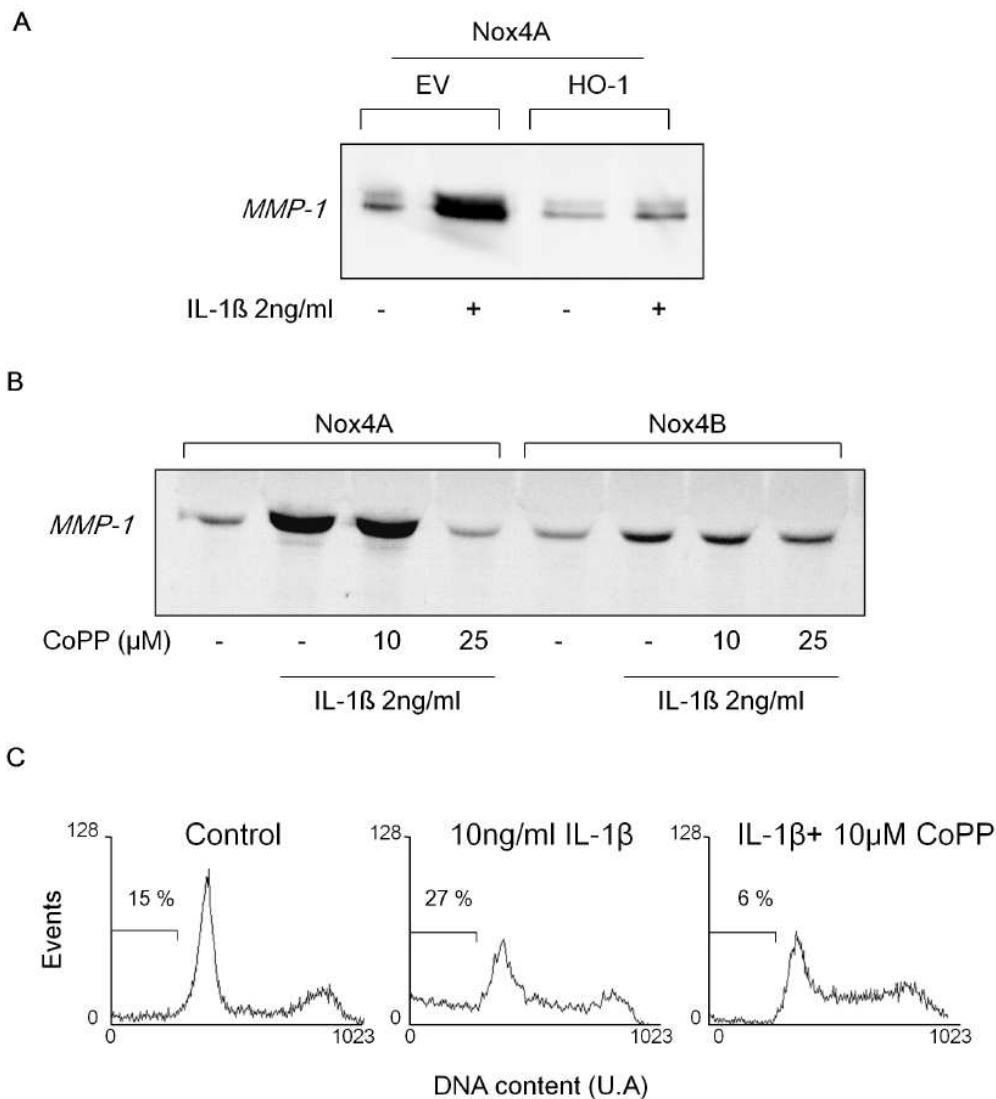 A
Nox4A
EV HO-1
MMP-1
IL-1ß 2ng/ml - + - +
B
Nox4A Nox4B
MMP-1
CoPP (µM) - - 10 25 - - 10 25
IL-1ß 2ng/ml IL-1ß 2ng/ml
C
128 Control 128 10ng/ml IL-1β 128 IL-1β+ 10µM CoPP
15 % 27 % 6 %
Events
0 0 0
0 1023 0 1023 0 1023
DNA content (U.A)